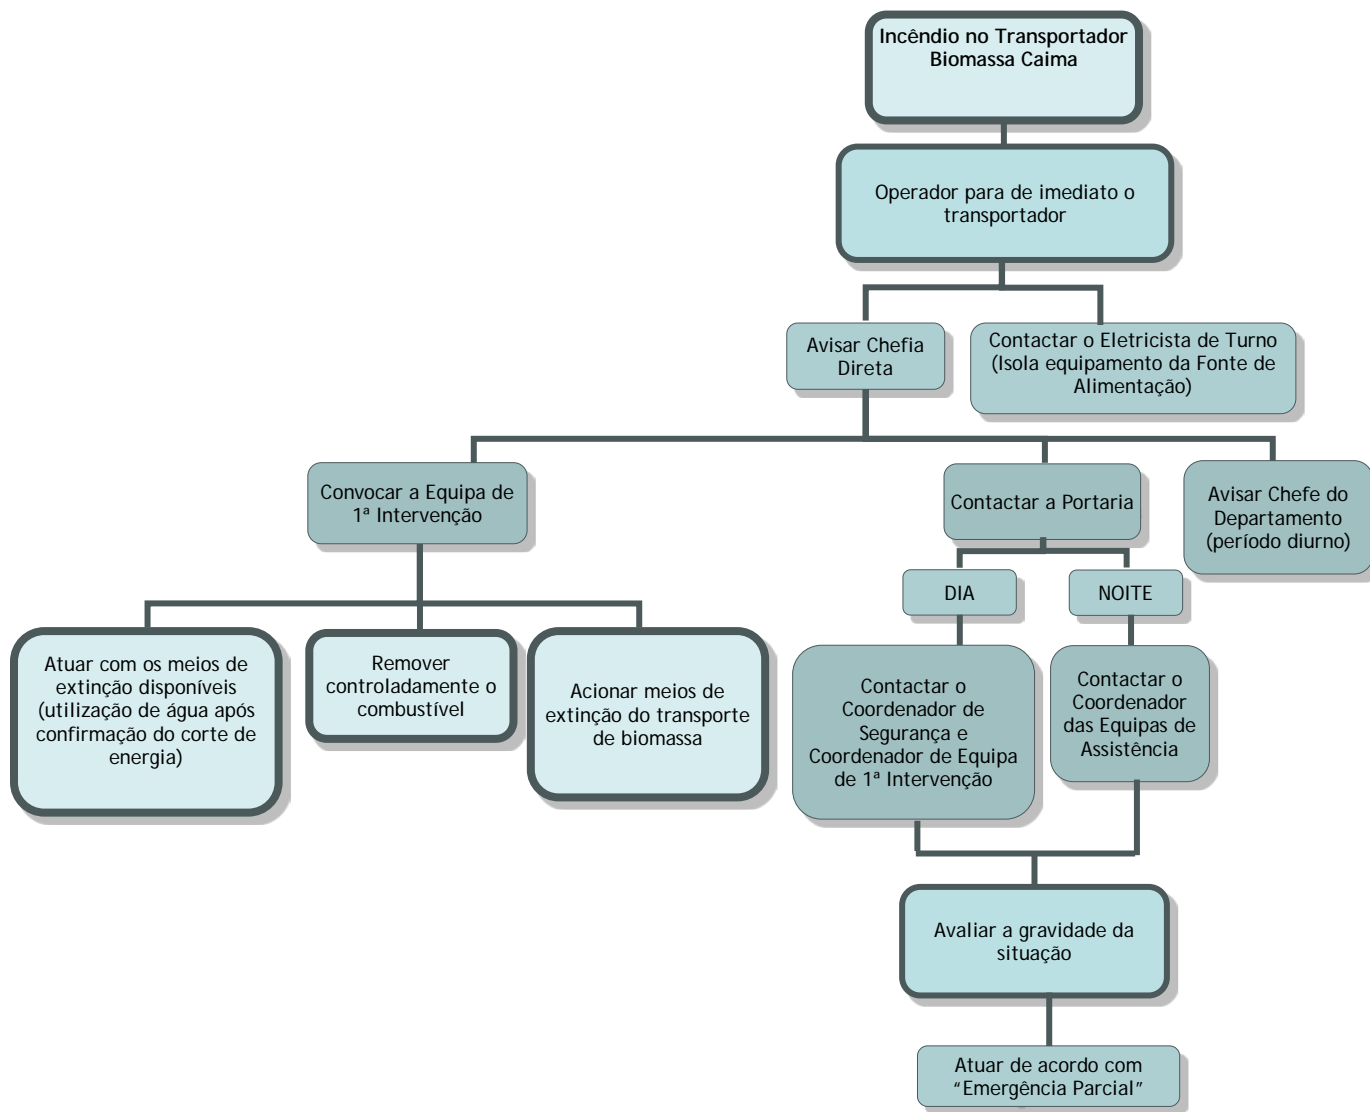 Incêndio no Transportador
Biomassa Caima
Operador para de imediato o
transportador
Avisar Chefia
Direta
Contactar o Eletricista de Turno
(Isola equipamento da Fonte de
Alimentação)
Convocar a Equipa de
1ª Intervenção
Contactar a Portaria
Avisar Chefe do
Departamento
(período diurno)
DIA
NOITE
Atuar com os meios de
extinção disponíveis
(utilização de água após
confirmação do corte de
energia)
Remover
controladamente o
combustível
Acionar meios de
extinção do transporte
de biomassa
Contactar o
Coordenador de
Segurança e
Coordenador de Equipa
de 1ª Intervenção
Contactar o
Coordenador
das Equipas de
Assistência
Avaliar a gravidade da
situação
Atuar de acordo com
“Emergência Parcial”